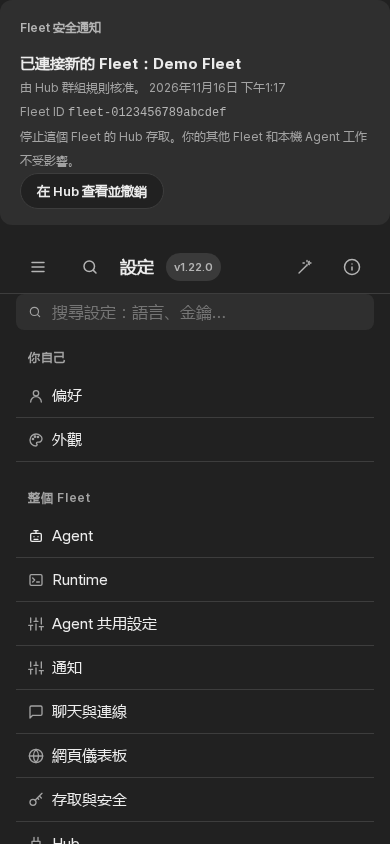 Fleet 安全通知
已連接新的 Fleet：Demo Fleet
由 Hub 群組規則核准。 2026年11月16日 下午1:17
Fleet ID fleet-0123456789abcdef
停止這個 Fleet 的 Hub 存取。你的其他 Fleet 和本機 Agent 工作
不受影響。
在 Hub 查看並撤銷
設定 v1.22.0
搜尋設定：語言、金鑰…
你自己
偏好
外觀
整個 Fleet
Agent
Runtime
Agent 共用設定
通知
聊天與連線
網頁儀表板
存取與安全
Hub